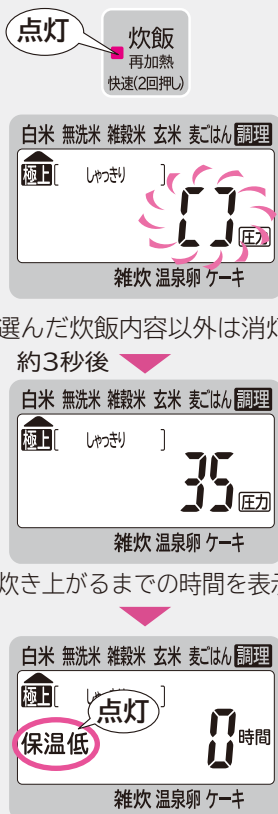 点灯
炊飯
再加熱
快速(2回押し)
白米 無洗米 雑穀米 玄米 麦ごはん 調理
極上[ しゃっきり ]
圧力
雑炊 温泉卵 ケーキ
選んだ炊飯内容以外は消灯
約3秒後
白米 無洗米 雑穀米 玄米 麦ごはん 調理
極上[ しゃっきり ]
35 圧力
雑炊 温泉卵 ケーキ
炊き上がるまでの時間を表示
白米 無洗米 雑穀米 玄米 麦ごはん 調理
極上[ ]
点灯
保温低 0時間
雑炊 温泉卵 ケーキ